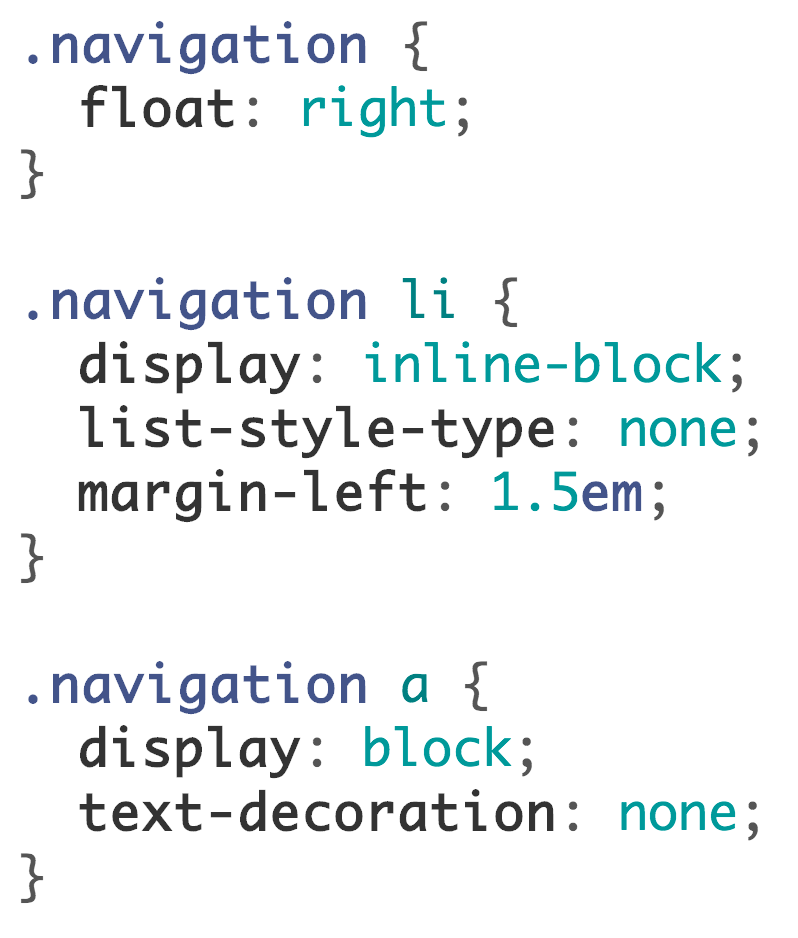 .navigation {
  float: right;
}

.navigation li {
  display: inline-block;
  list-style-type: none;
  margin-left: 1.5em;
}

.navigation a {
  display: block;
  text-decoration: none;
}